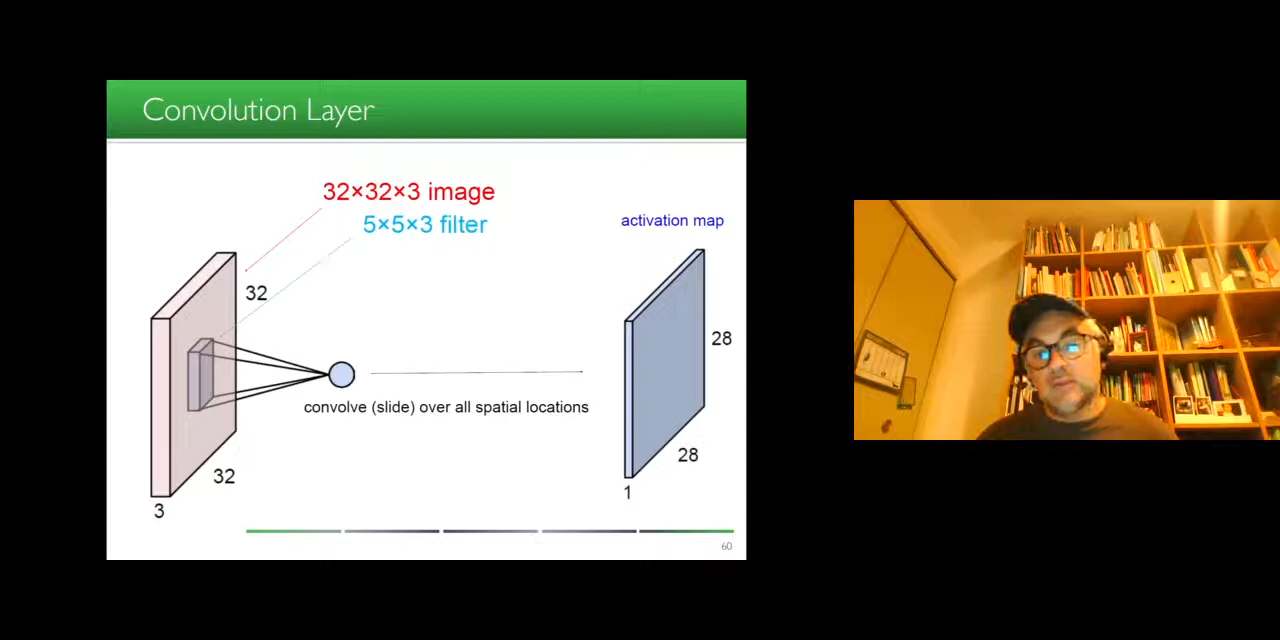 Convolution Layer
32×32×3 image
5×5×3 filter
activation map
32
28
convolve (slide) over all spatial locations
28
32
1
3
60